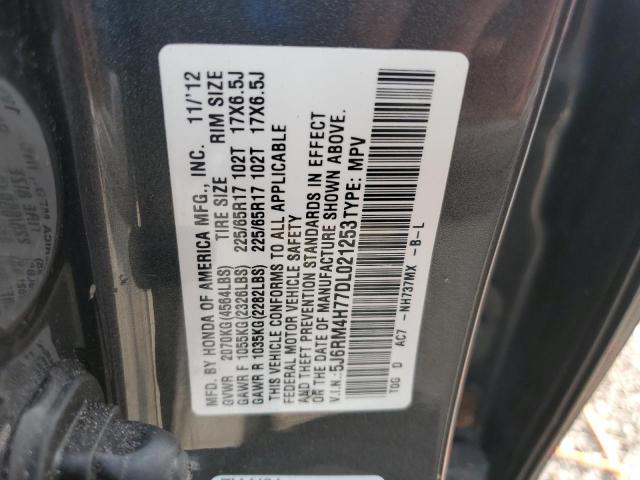 MFD. BY HONDA OF AMERICA MFG., INC. 11/'12
TIRE SIZE RIM SIZE
GVWR 2070KG(4564LBS)
GAWR F 1055KG(2326LBS) 225/65R17 102T 17X6.5J
GAWR R 1035KG(2282LBS) 225/65R17 102T 17X6.5J
THIS VEHICLE CONFORMS TO ALL APPLICABLE
FEDERAL MOTOR VEHICLE SAFETY
AND THEFT PREVENTION STANDARDS IN EFFECT
ON THE DATE OF MANUFACTURE SHOWN ABOVE.
V.I.N.:5J6RM4H77DL021253 TYPE: MPV
TOG D AC7 -NH737MX -B-L